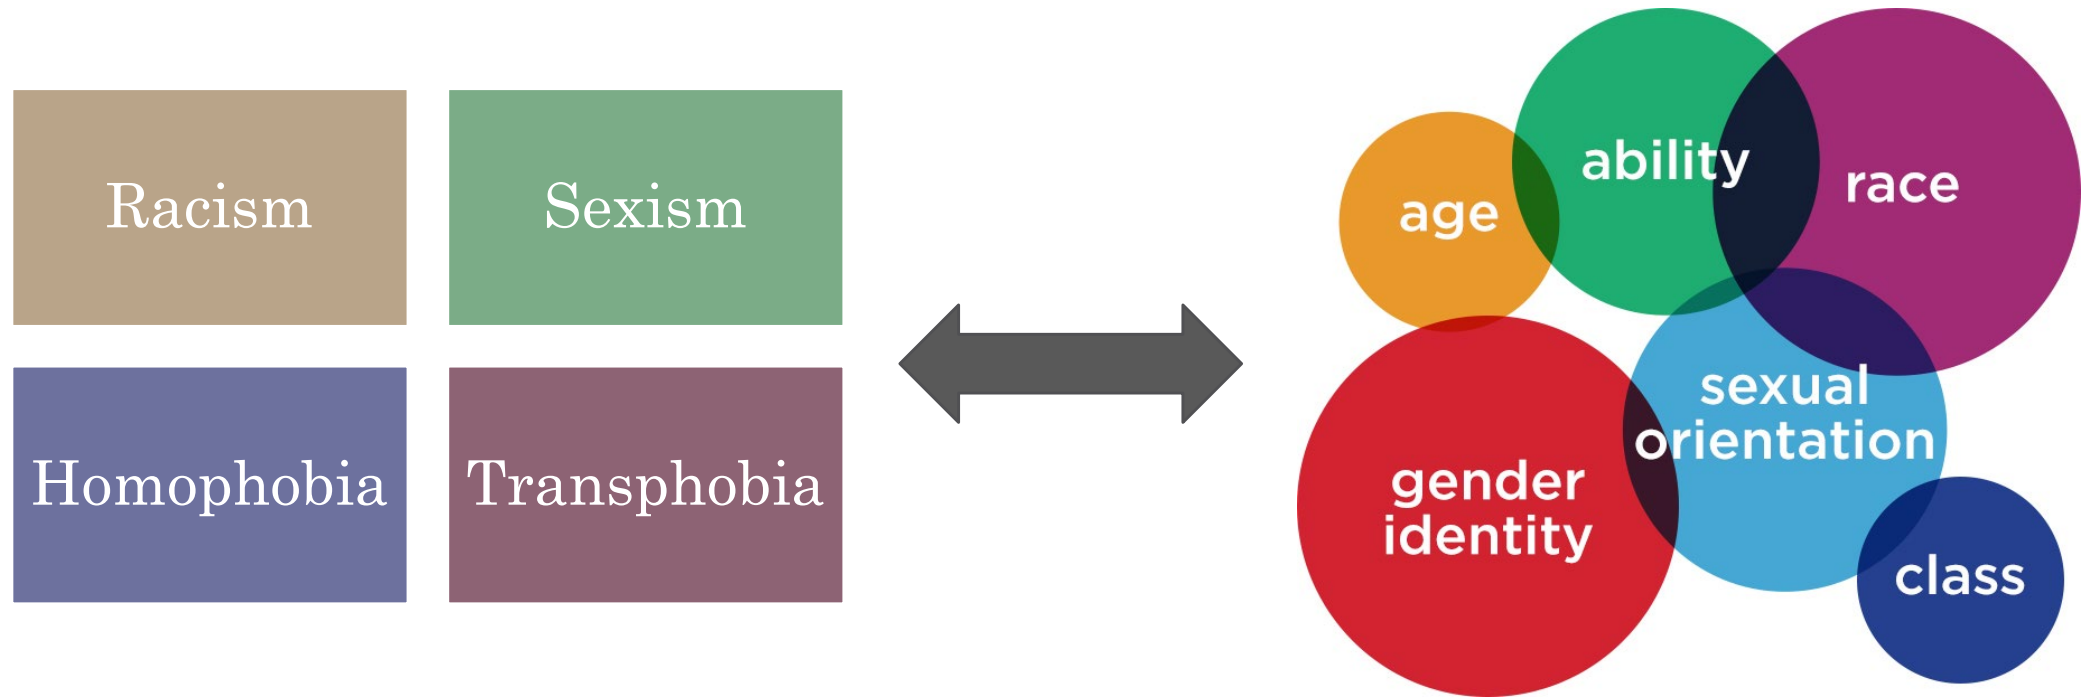 Racism
Sexism
Homophobia
Transphobia
age
ability
race
gender
identity
sexual
orientation
class